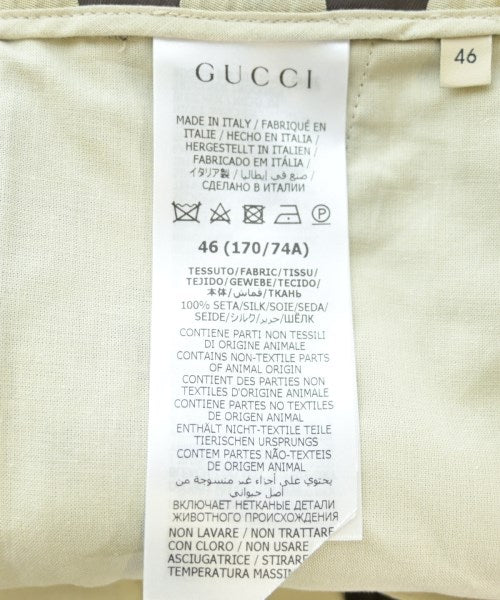 GUCCI
46
MADE IN ITALY / FABRIQUÉ EN
ITALIE / HECHO EN ITALIA /
HERGESTELLT IN ITALIEN /
FABRICADO EM ITÁLIA /
イタリア製 / صنع في إيطاليا /
СДЕЛАНО В ИТАЛИИ
P
46 (170/74A)
TESSUTO/FABRIC/TISSU/
TEJIDO/GEWEBE/TECIDO/
本体/قماش/ТКАНЬ
100% SETA/SILK/SOIE/SEDA/
SEIDE/シルク/حرير/ШЁЛК
CONTIENE PARTI NON TESSILI
DI ORIGINE ANIMALE
CONTAINS NON-TEXTILE PARTS
OF ANIMAL ORIGIN
CONTIENT DES PARTIES NON
TEXTILES D'ORIGINE ANIMALE
CONTIENE PARTES NO TEXTILES
DE ORIGEN ANIMAL
ENTHÄLT NICHT-TEXTILE TEILE
TIERISCHEN URSPRUNGS
CONTEM PARTES NÃO-TEXTEIS
DE ORIGEM ANIMAL
يحتوي على أجزاء غير منسوجة من
أصل حيواني
ВКЛЮЧАЕТ НЕТКАНЫЕ ДЕТАЛИ
ЖИВОТНОГО ПРОИСХОЖДЕНИЯ
NON LAVARE / NON TRATTARE
CON CLORO / NON USARE
ASCIUGATRICE / STIRARE
TEMPERATURA MASSIM